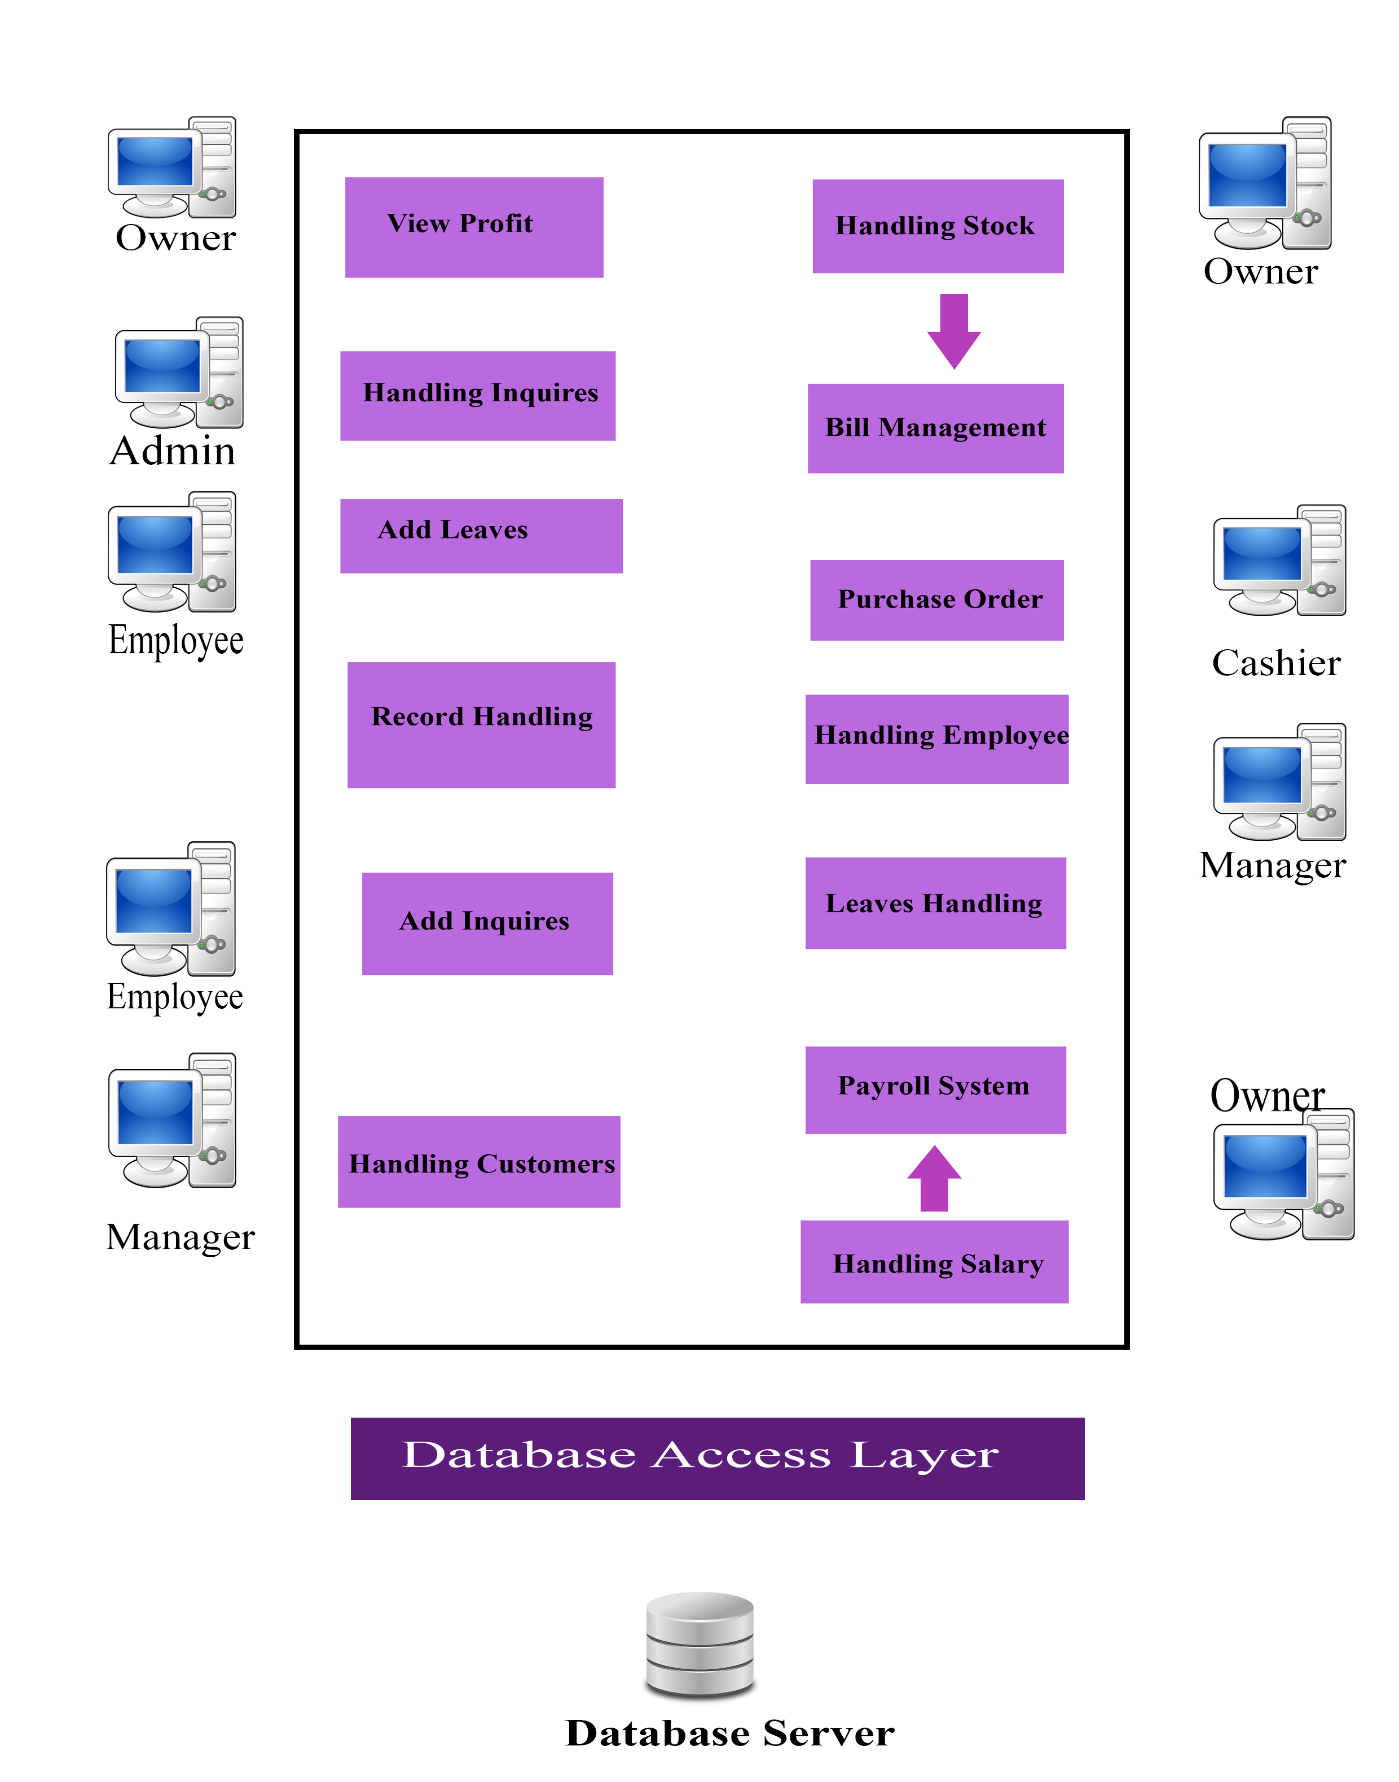 Owner
Admin
Employee
Employee
Manager
View Profit
Handling Inquires
Add Leaves
Record Handling
Add Inquires
Handling Customers
Handling Stock
Bill Management
Purchase Order
Handling Employee
Leaves Handling
Payroll System
Handling Salary
Owner
Cashier
Manager
Owner
Database Access Layer
Database Server